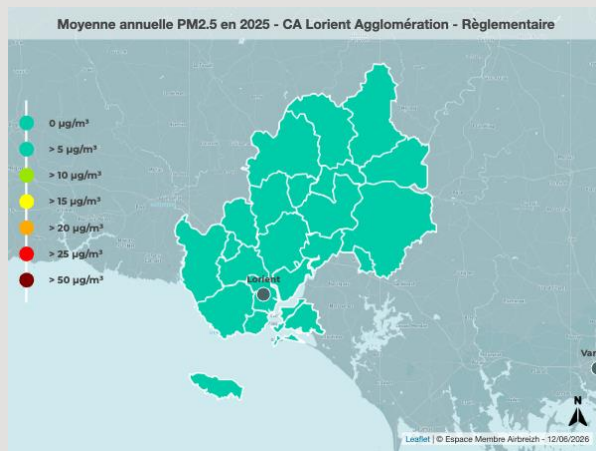 Moyenne annuelle PM2.5 en 2025 - CA Lorient Agglomération - Règlementaire
0 µg/m³
> 5 µg/m³
> 10 µg/m³
> 15 µg/m³
> 20 µg/m³
> 25 µg/m³
> 50 µg/m³
Lorient
Van
N
Leaflet | © Espace Membre Airbreizh - 12/06/2026